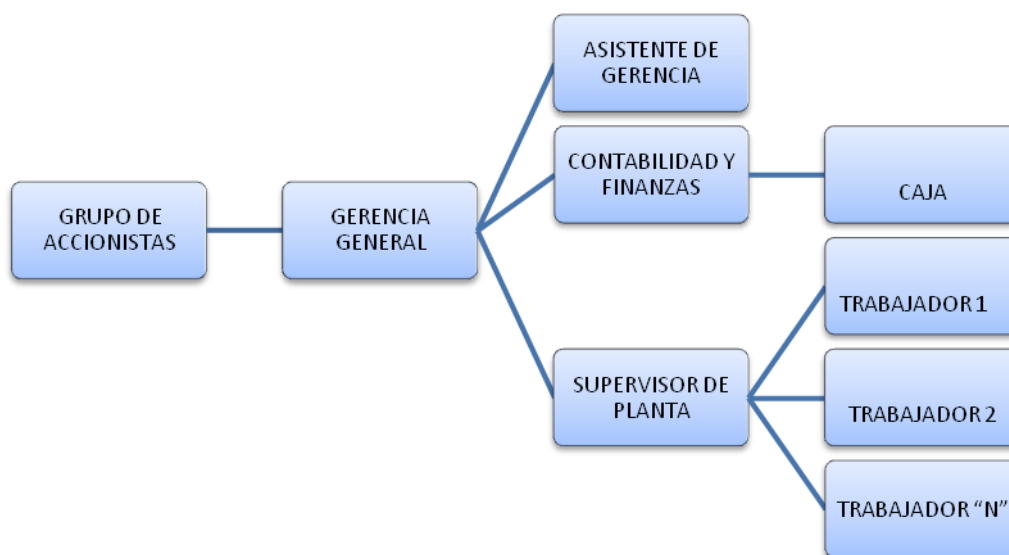 GRUPO DE
ACCIONISTAS
GERENCIA
GENERAL
ASISTENTE DE
GERENCIA
CONTABILIDAD Y
FINANZAS
CAJA
SUPERVISOR DE
PLANTA
TRABAJADOR 1
TRABAJADOR 2
TRABAJADOR “N”